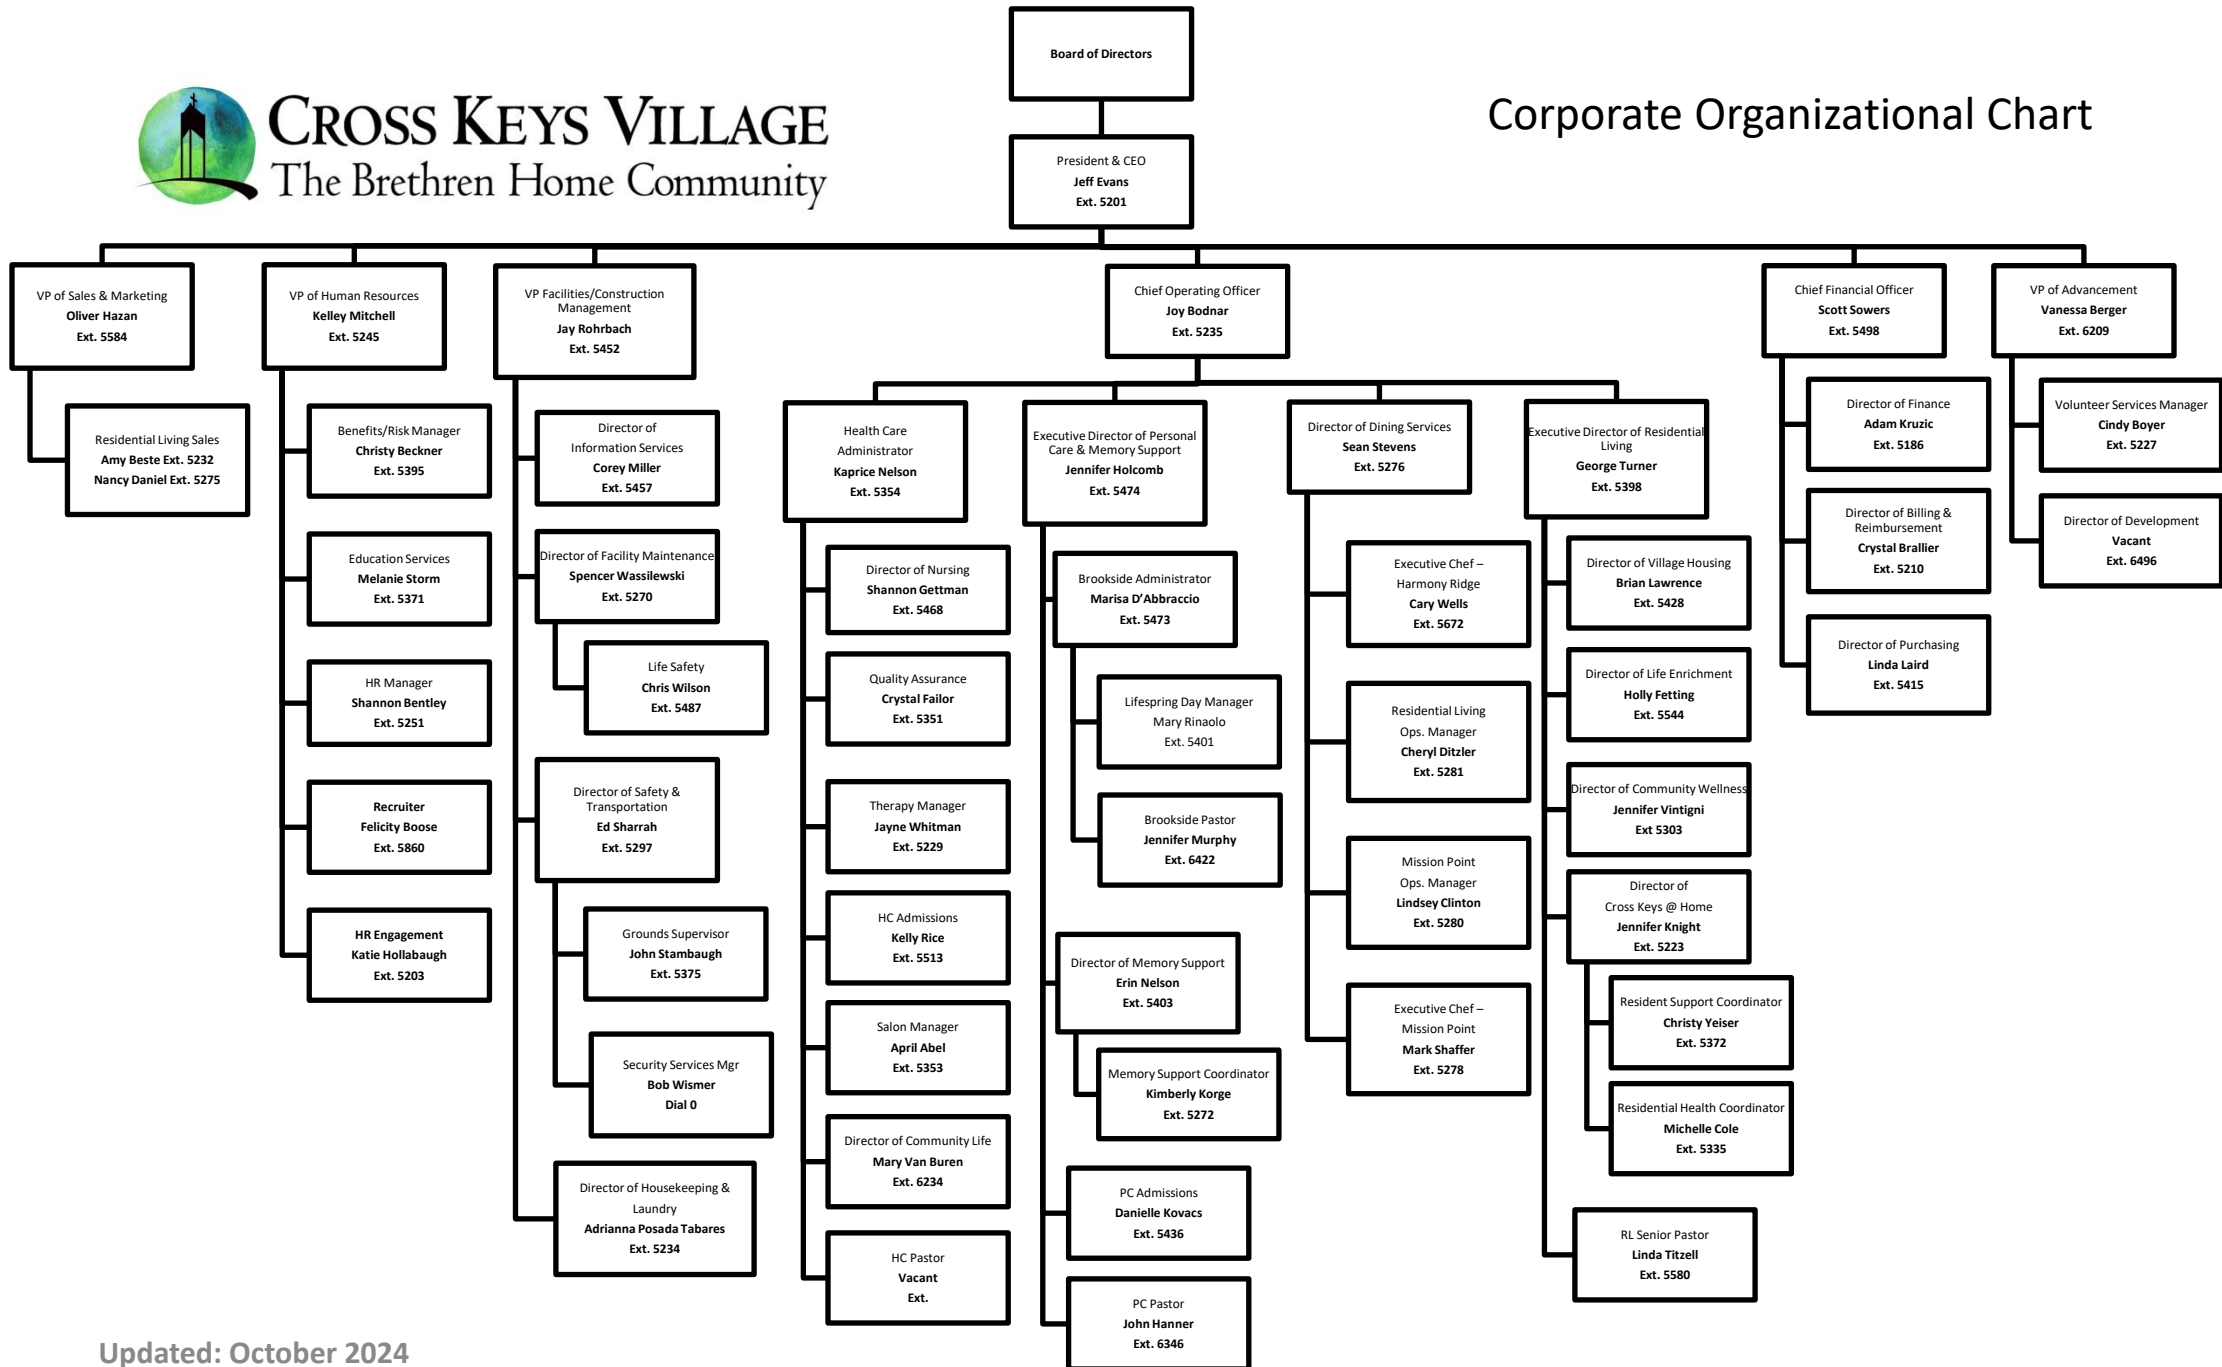 Board of Directors
CROSS KEYS VILLAGE
The Brethren Home Community
Corporate Organizational Chart
President & CEO
Jeff Evans
Ext. 5201
VP of Sales & Marketing
Oliver Hazan
Ext. 5584
Residential Living Sales
Amy Beste Ext. 5232
Nancy Daniel Ext. 5275
VP of Human Resources
Kelley Mitchell
Ext. 5245
Benefits/Risk Manager
Christy Beckner
Ext. 5395
Education Services
Melanie Storm
Ext. 5371
HR Manager
Shannon Bentley
Ext. 5251
Recruiter
Felicity Boose
Ext. 5860
HR Engagement
Katie Hollabaugh
Ext. 5203
VP Facilities/Construction
Management
Jay Rohrbach
Ext. 5452
Director of
Information Services
Corey Miller
Ext. 5457
Director of Facility Maintenance
Spencer Wassilewski
Ext. 5270
Life Safety
Chris Wilson
Ext. 5487
Director of Safety &
Transportation
Ed Sharrah
Ext. 5297
Grounds Supervisor
John Stambaugh
Ext. 5375
Security Services Mgr
Bob Wismer
Dial 0
Director of Housekeeping &
Laundry
Adrianna Posada Tabares
Ext. 5234
Chief Operating Officer
Joy Bodnar
Ext. 5235
Health Care
Administrator
Kaprice Nelson
Ext. 5354
Director of Nursing
Shannon Gettman
Ext. 5468
Quality Assurance
Crystal Failor
Ext. 5351
Therapy Manager
Jayne Whitman
Ext. 5229
HC Admissions
Kelly Rice
Ext. 5513
Salon Manager
April Abel
Ext. 5353
Director of Community Life
Mary Van Buren
Ext. 6234
HC Pastor
Vacant
Ext.
Executive Director of Personal
Care & Memory Support
Jennifer Holcomb
Ext. 5474
Brookside Administrator
Marisa D’Abbraccio
Ext. 5473
Lifespring Day Manager
Mary Rinaolo
Ext. 5401
Brookside Pastor
Jennifer Murphy
Ext. 6422
Director of Memory Support
Erin Nelson
Ext. 5403
Memory Support Coordinator
Kimberly Korge
Ext. 5272
PC Admissions
Danielle Kovacs
Ext. 5436
PC Pastor
John Hanner
Ext. 6346
Director of Dining Services
Sean Stevens
Ext. 5276
Executive Chef –
Harmony Ridge
Cary Wells
Ext. 5672
Residential Living
Ops. Manager
Cheryl Ditzler
Ext. 5281
Mission Point
Ops. Manager
Lindsey Clinton
Ext. 5280
Executive Chef –
Mission Point
Mark Shaffer
Ext. 5278
Executive Director of Residential
Living
George Turner
Ext. 5398
Director of Village Housing
Brian Lawrence
Ext. 5428
Director of Life Enrichment
Holly Fetting
Ext. 5544
Director of Community Wellness
Jennifer Vintigni
Ext 5303
Director of
Cross Keys @ Home
Jennifer Knight
Ext. 5223
Resident Support Coordinator
Christy Yeiser
Ext. 5372
Residential Health Coordinator
Michelle Cole
Ext. 5335
RL Senior Pastor
Linda Titzell
Ext. 5580
Chief Financial Officer
Scott Sowers
Ext. 5498
Director of Finance
Adam Kruzic
Ext. 5186
Director of Billing &
Reimbursement
Crystal Brallier
Ext. 5210
Director of Purchasing
Linda Laird
Ext. 5415
VP of Advancement
Vanessa Berger
Ext. 6209
Volunteer Services Manager
Cindy Boyer
Ext. 5227
Director of Development
Vacant
Ext. 6496
Updated: October 2024